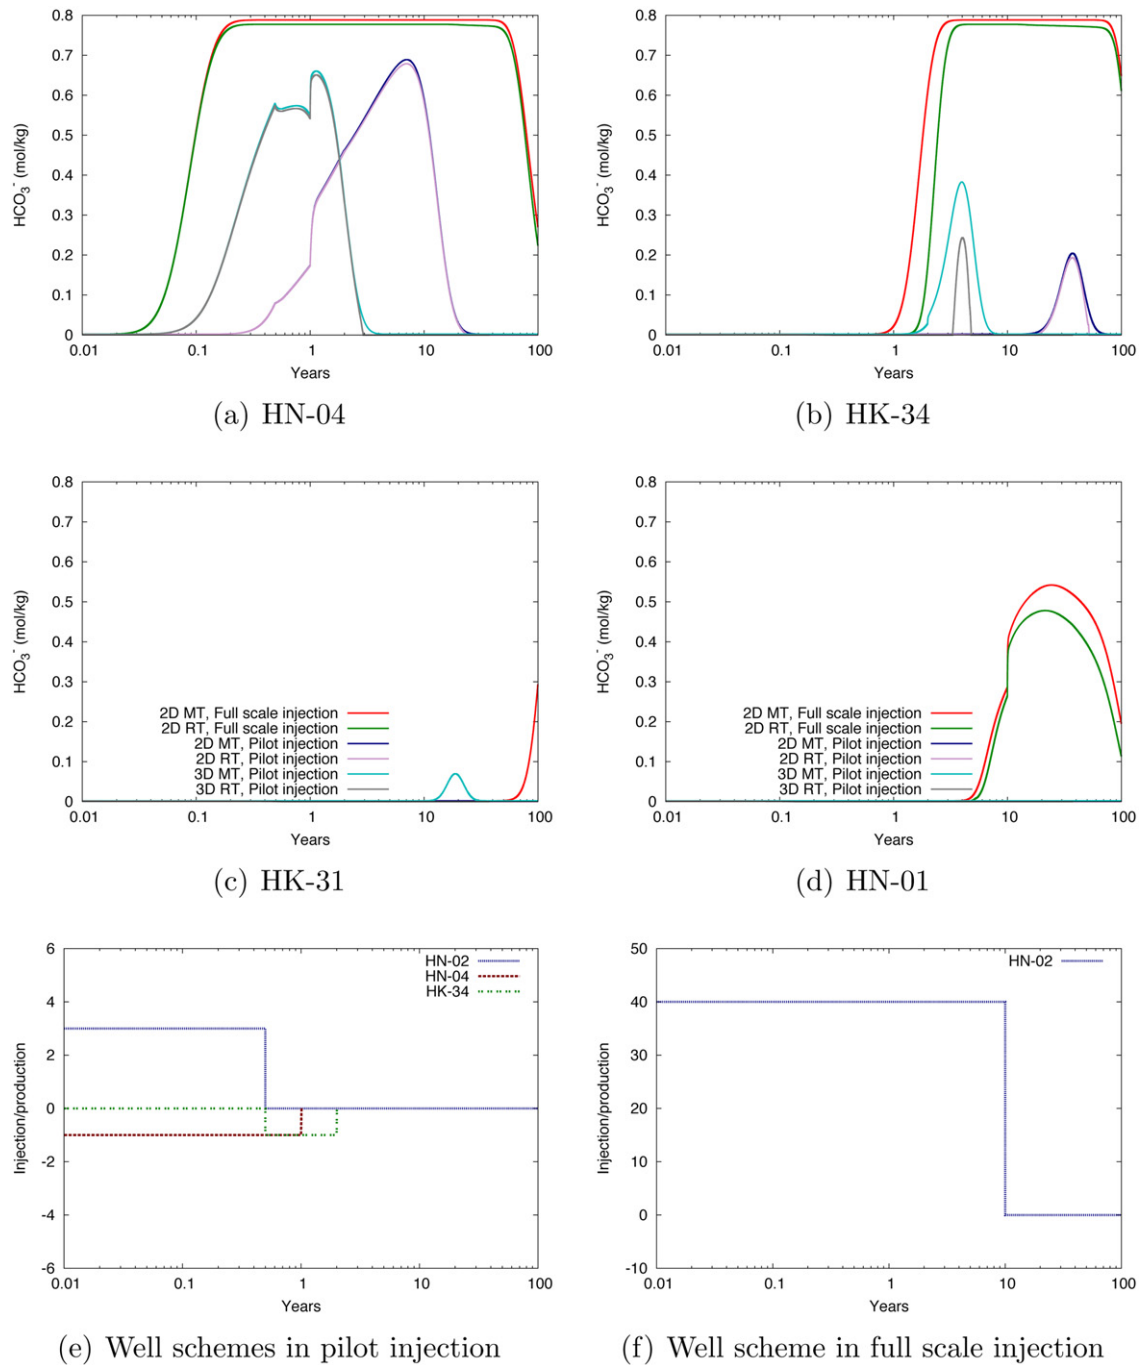 0.8
0.7
0.6
0.5
0.4
0.3
0.2
0.1
0
HCO3- (mol/kg)
0.01 0.1 1 10 100
Years
(a) HN-04
0.8
0.7
0.6
0.5
0.4
0.3
0.2
0.1
0
HCO3- (mol/kg)
0.01 0.1 1 10 100
Years
(b) HK-34
0.8
0.7
0.6
0.5
0.4
0.3
0.2
0.1
0
HCO3- (mol/kg)
2D MT, Full scale injection
2D RT, Full scale injection
2D MT, Pilot injection
2D RT, Pilot injection
3D MT, Pilot injection
3D RT, Pilot injection
0.01 0.1 1 10 100
Years
(c) HK-31
0.8
0.7
0.6
0.5
0.4
0.3
0.2
0.1
0
HCO3- (mol/kg)
2D MT, Full scale injection
2D RT, Full scale injection
2D MT, Pilot injection
2D RT, Pilot injection
3D MT, Pilot injection
3D RT, Pilot injection
0.01 0.1 1 10 100
Years
(d) HN-01
6
4
2
0
-2
-4
-6
Injection/production
HN-02
HN-04
HK-34
0.01 0.1 1 10 100
Years
(e) Well schemes in pilot injection
50
40
30
20
10
0
-10
Injection/production
HN-02
0.01 0.1 1 10 100
Years
(f) Well scheme in full scale injection